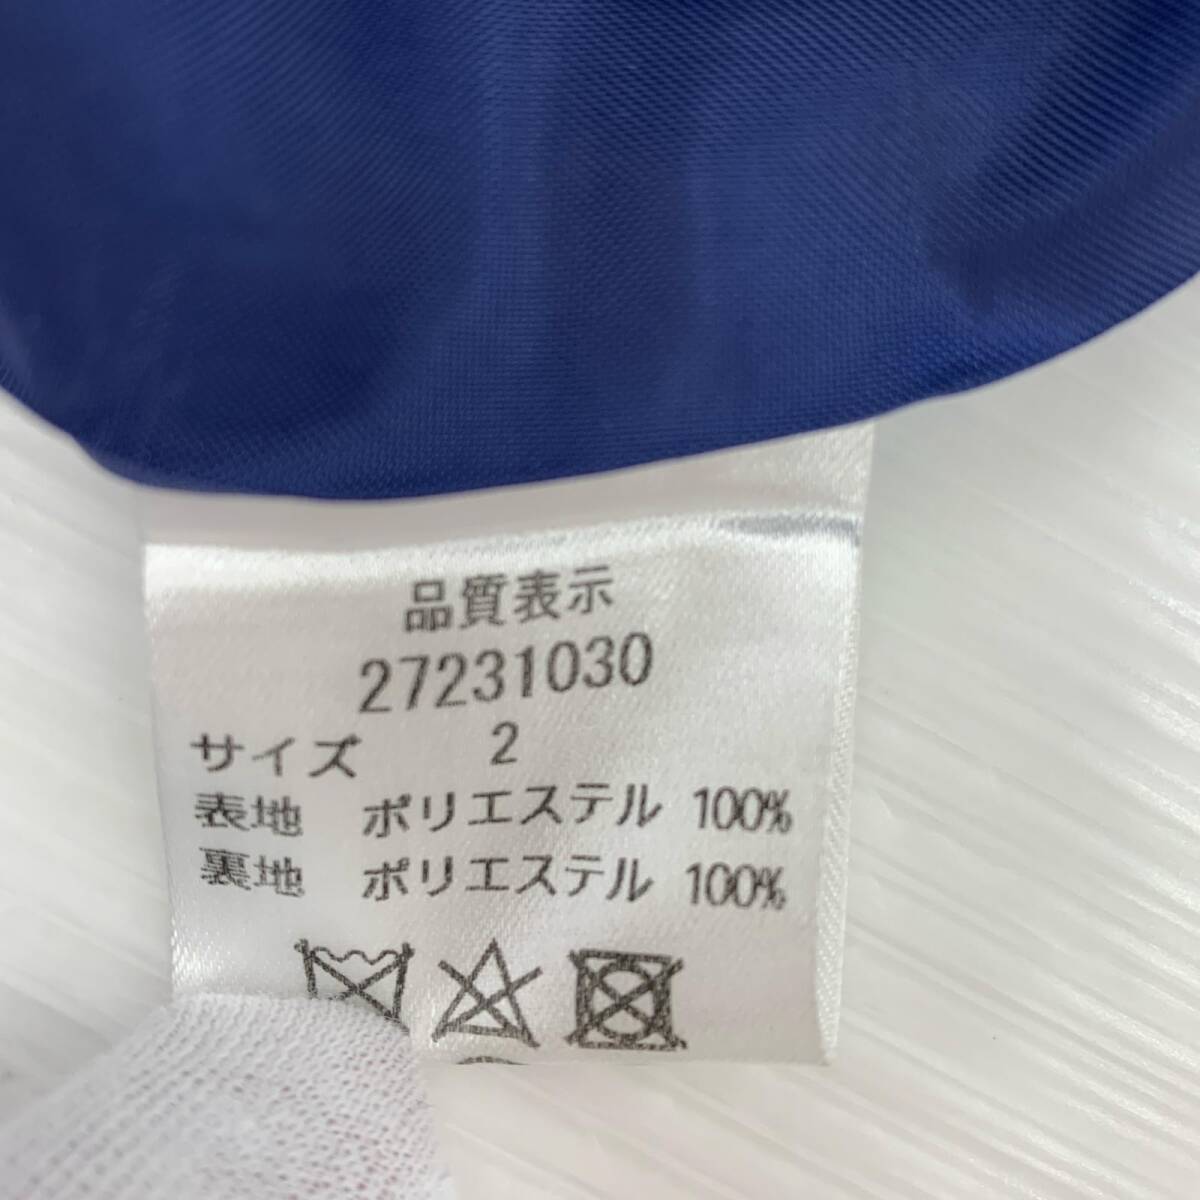 品質表示
27231030
サイズ 2
表地 ポリエステル 100%
裏地 ポリエステル 100%